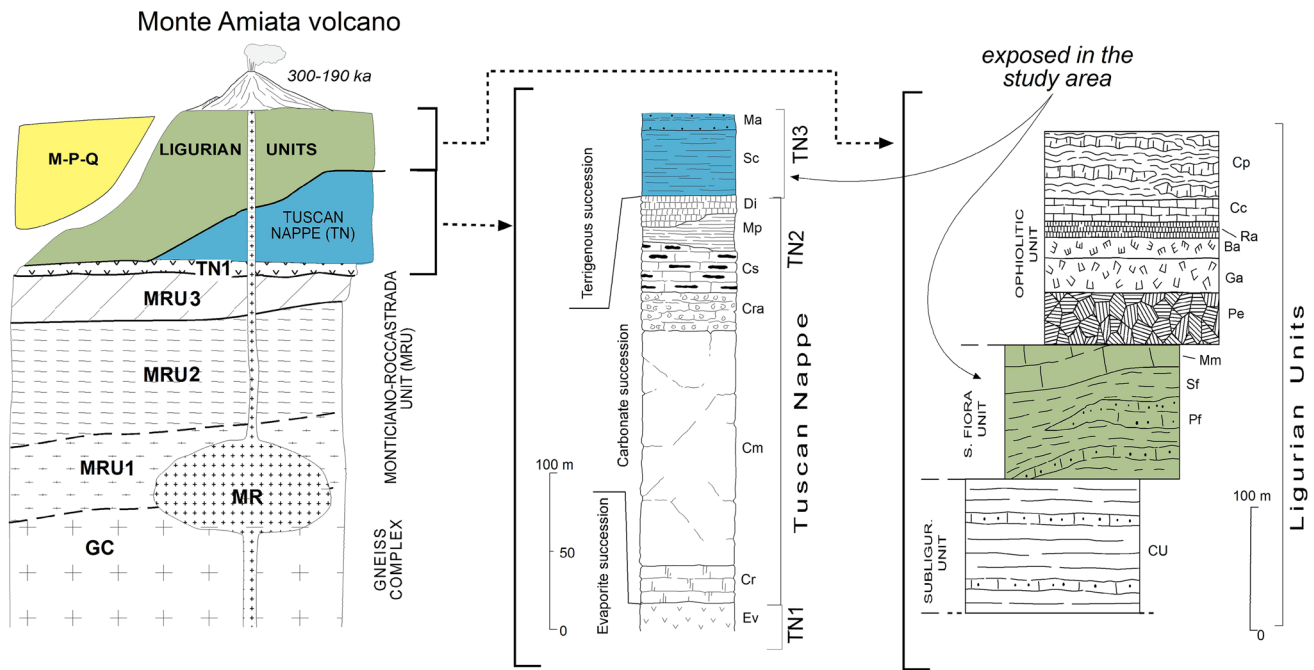 Monte Amiata volcano
300-190 ka
M-P-Q
LIGURIAN UNITS
TUSCAN
NAPPE (TN)
TN1
MRU3
MRU2
MRU1
MR
GC
MONTICIANO-ROCCASTRADA
UNIT (MRU)
GNEISS
COMPLEX
Terrigenous succession
Carbonate succession
Evaporite succession
100 m
50
0
Ma
Sc
Di
Mp
Cs
Cra
Cm
Cr
Ev
TN3
TN2
TN1
Tuscan Nappe
exposed in the
study area
OPHIOLITIC
UNIT
S. FIORA
UNIT
SUBLIGUR.
UNIT
Cp
Cc
Ra
Ba
Ga
Pe
Mm
Sf
Pf
CU
100 m
0
Ligurian Units